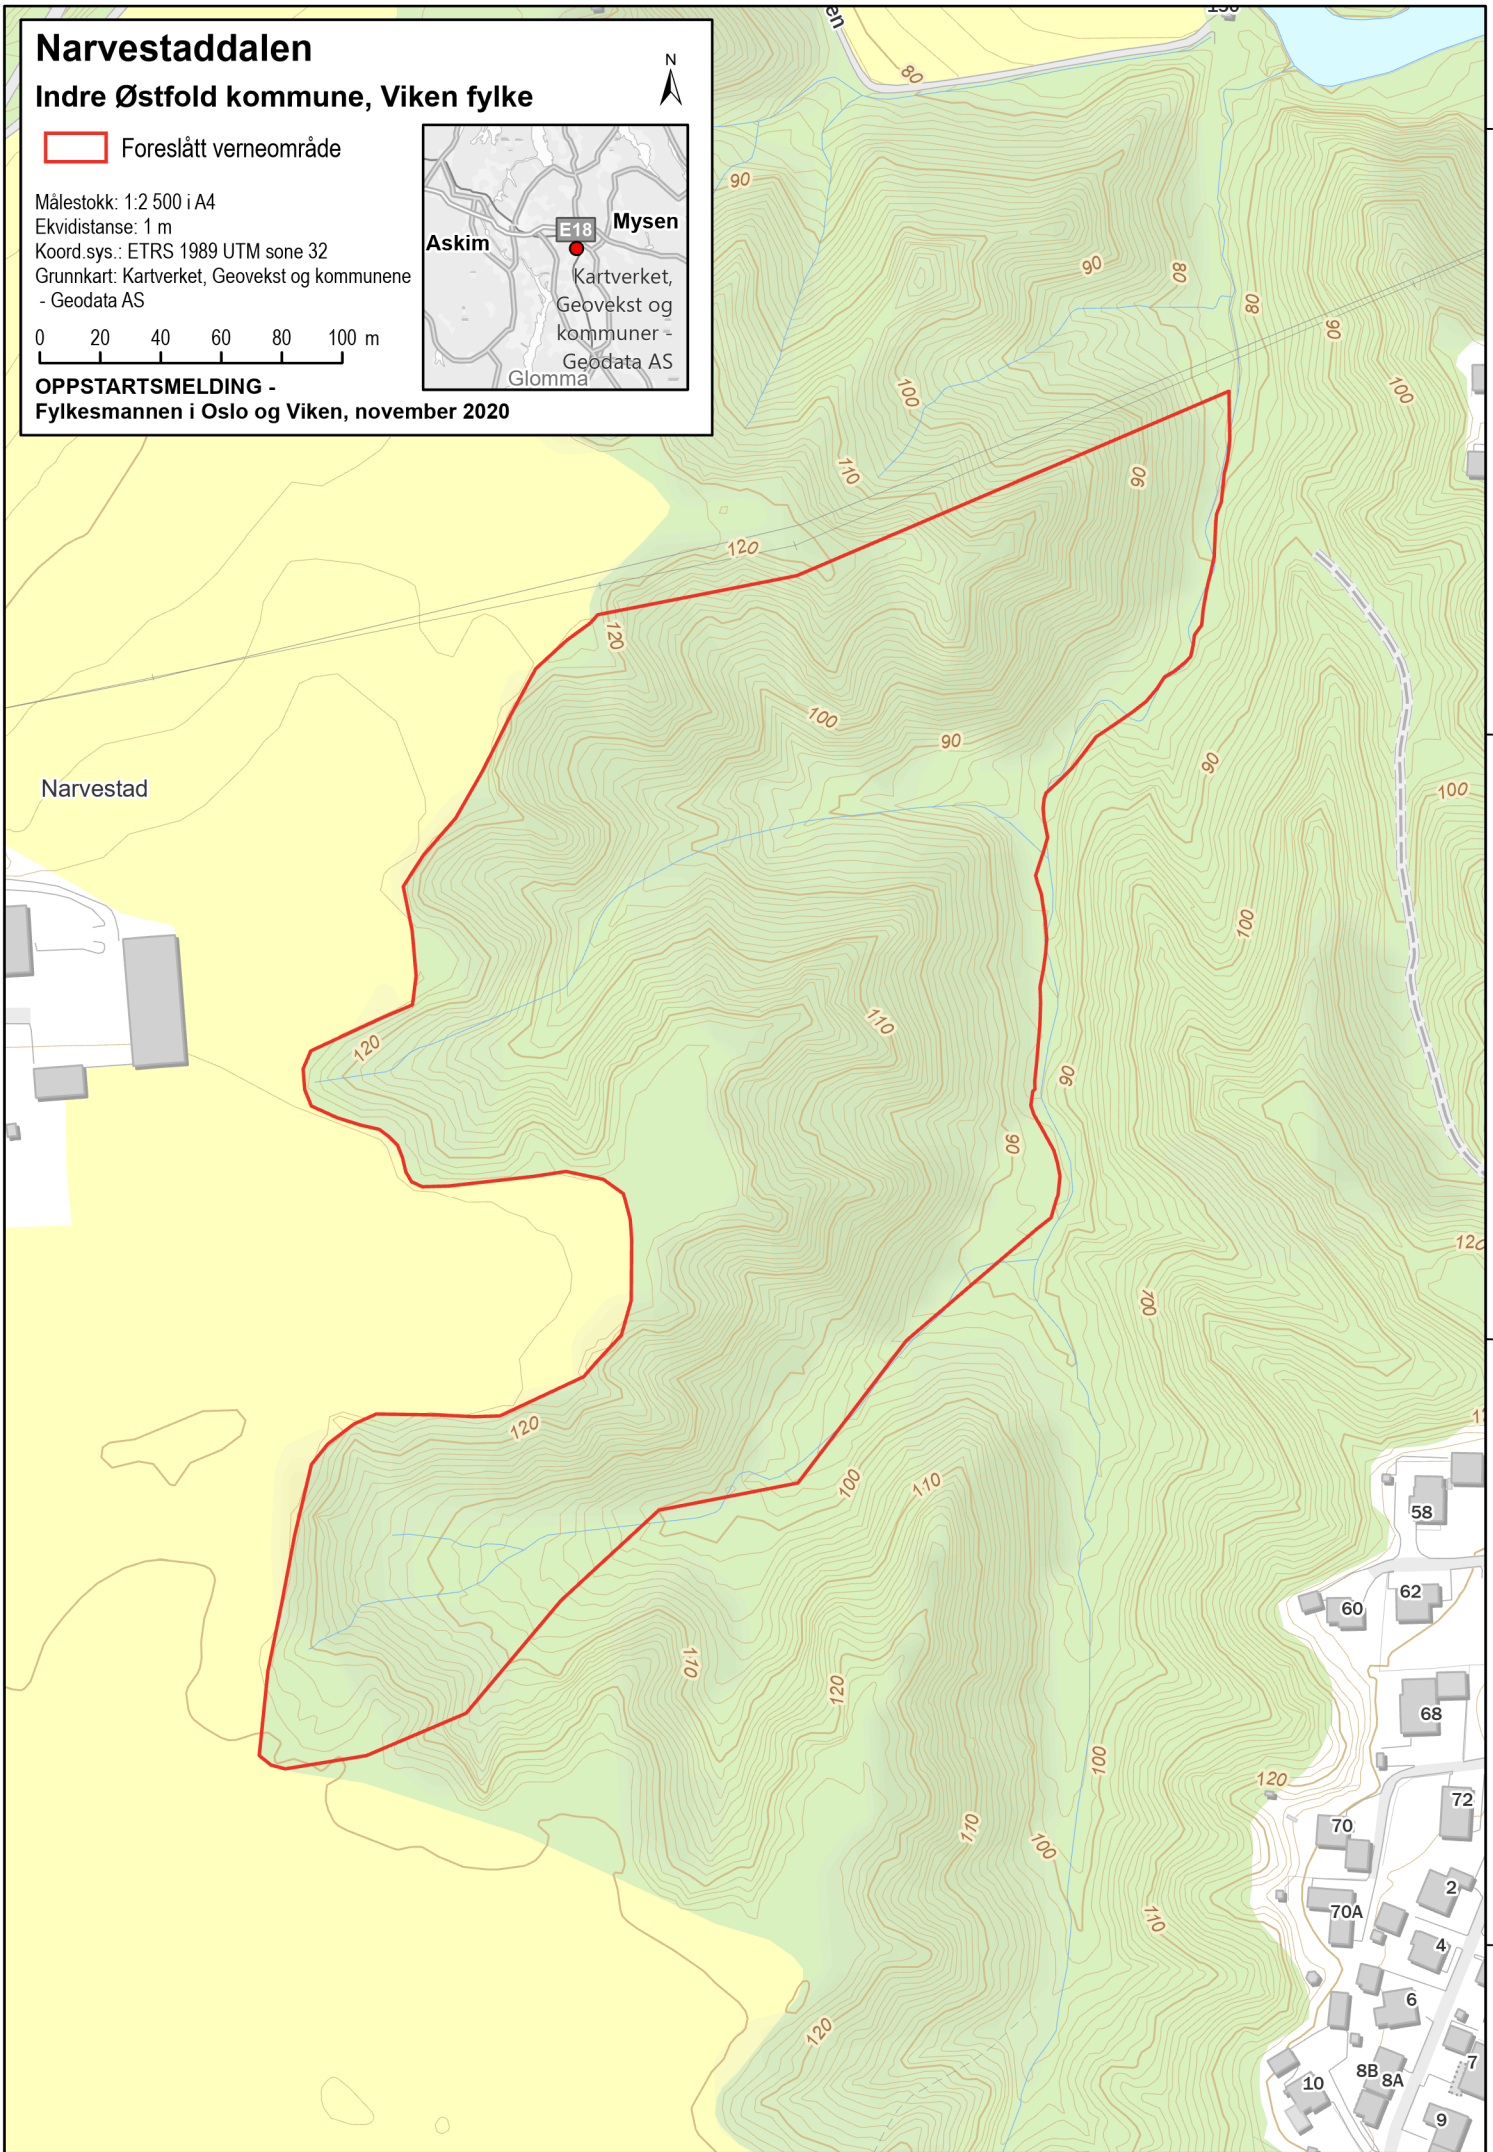 Narvestaddalen
Indre Østfold kommune, Viken fylke
N
Foreslått verneområde
Målestokk: 1:2 500 i A4
Ekvidistanse: 1 m
Koord.sys.: ETRS 1989 UTM sone 32
Grunnkart: Kartverket, Geovekst og kommunene
- Geodata AS
0 20 40 60 80 100 m
OPPSTARTSMELDING -
Fylkesmannen i Oslo og Viken, november 2020
E18
Mysen
Askim
Kartverket,
Geovekst og
kommuner -
Geodata AS
Glomma
en
80
90
90
80
80
90
100
100
110
90
120
120
100
90
90
100
100
110
120
90
90
120
100
120
100
110
58
62
60
110
120
68
100
120
72
70
110
100
2
70A
110
4
6
120
7
8B
8A
10
9
Narvestad